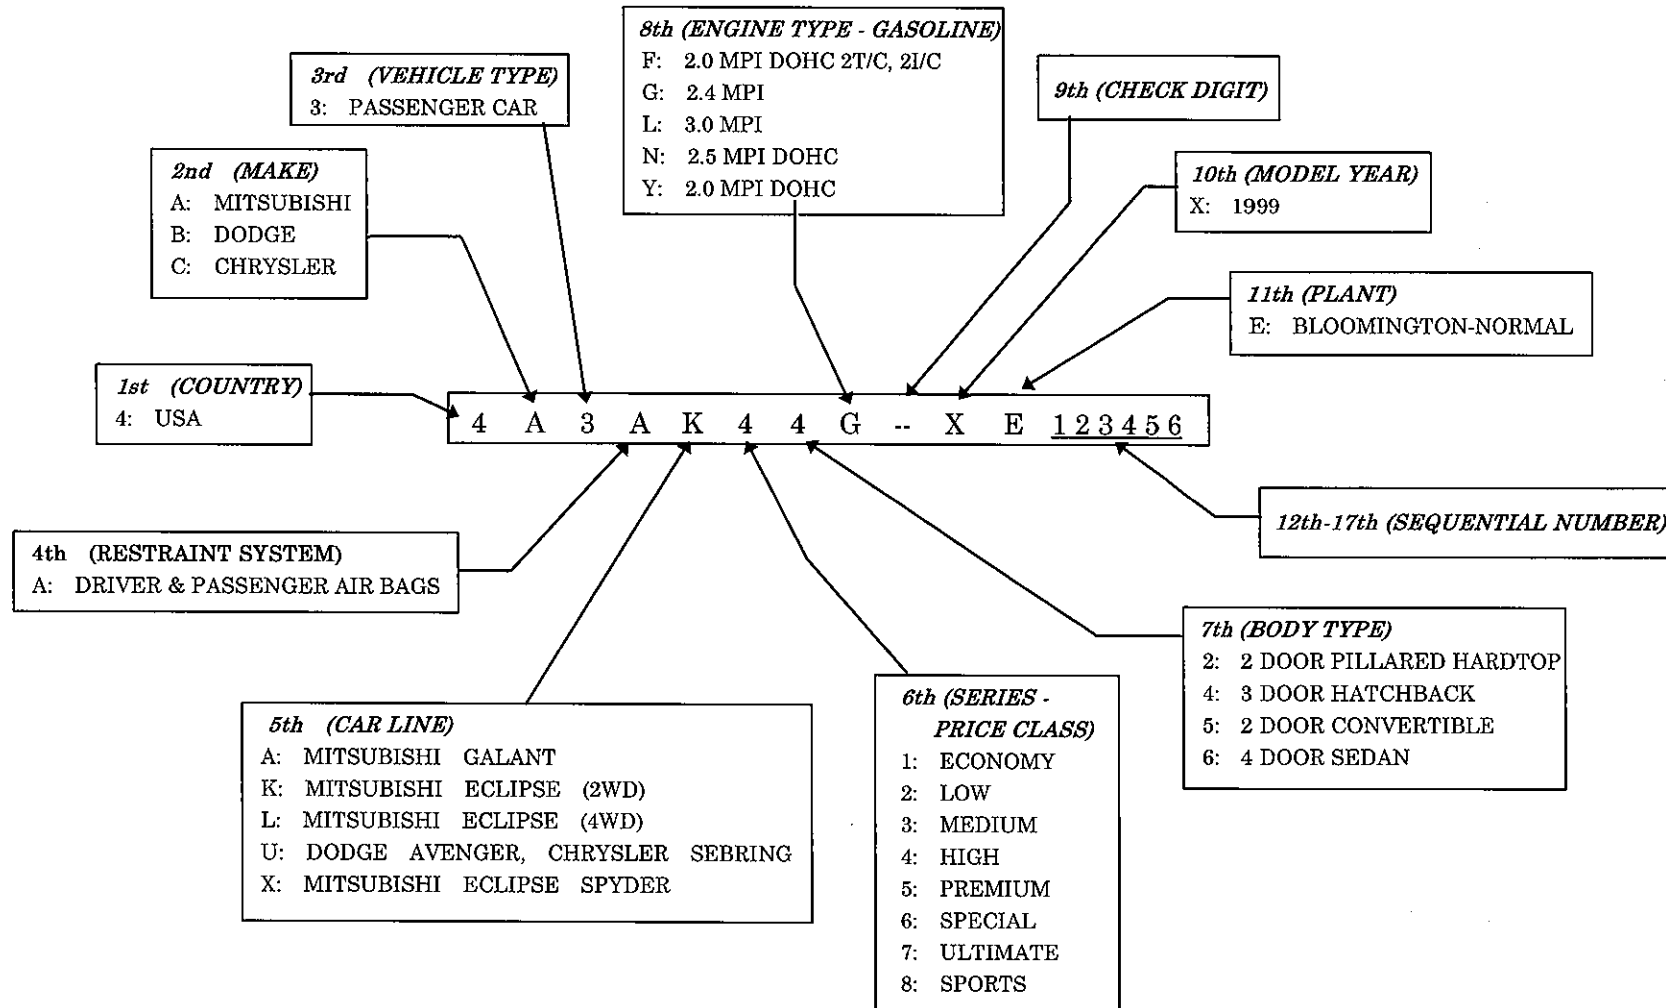 8th (ENGINE TYPE - GASOLINE)
F: 2.0 MPI DOHC 2T/C, 2I/C
G: 2.4 MPI
L: 3.0 MPI
N: 2.5 MPI DOHC
Y: 2.0 MPI DOHC
3rd (VEHICLE TYPE)
3: PASSENGER CAR
9th (CHECK DIGIT)
2nd (MAKE)
A: MITSUBISHI
B: DODGE
C: CHRYSLER
10th (MODEL YEAR)
X: 1999
11th (PLANT)
E: BLOOMINGTON-NORMAL
1st (COUNTRY)
4: USA
4 A 3 A K 4 4 G -- X E 1 2 3 4 5 6
12th-17th (SEQUENTIAL NUMBER)
4th (RESTRAINT SYSTEM)
A: DRIVER & PASSENGER AIR BAGS
7th (BODY TYPE)
2: 2 DOOR PILLARED HARDTOP
4: 3 DOOR HATCHBACK
5: 2 DOOR CONVERTIBLE
6: 4 DOOR SEDAN
5th (CAR LINE)
A: MITSUBISHI GALANT
K: MITSUBISHI ECLIPSE (2WD)
L: MITSUBISHI ECLIPSE (4WD)
U: DODGE AVENGER, CHRYSLER SEBRING
X: MITSUBISHI ECLIPSE SPYDER
6th (SERIES -
PRICE CLASS)
1: ECONOMY
2: LOW
3: MEDIUM
4: HIGH
5: PREMIUM
6: SPECIAL
7: ULTIMATE
8: SPORTS